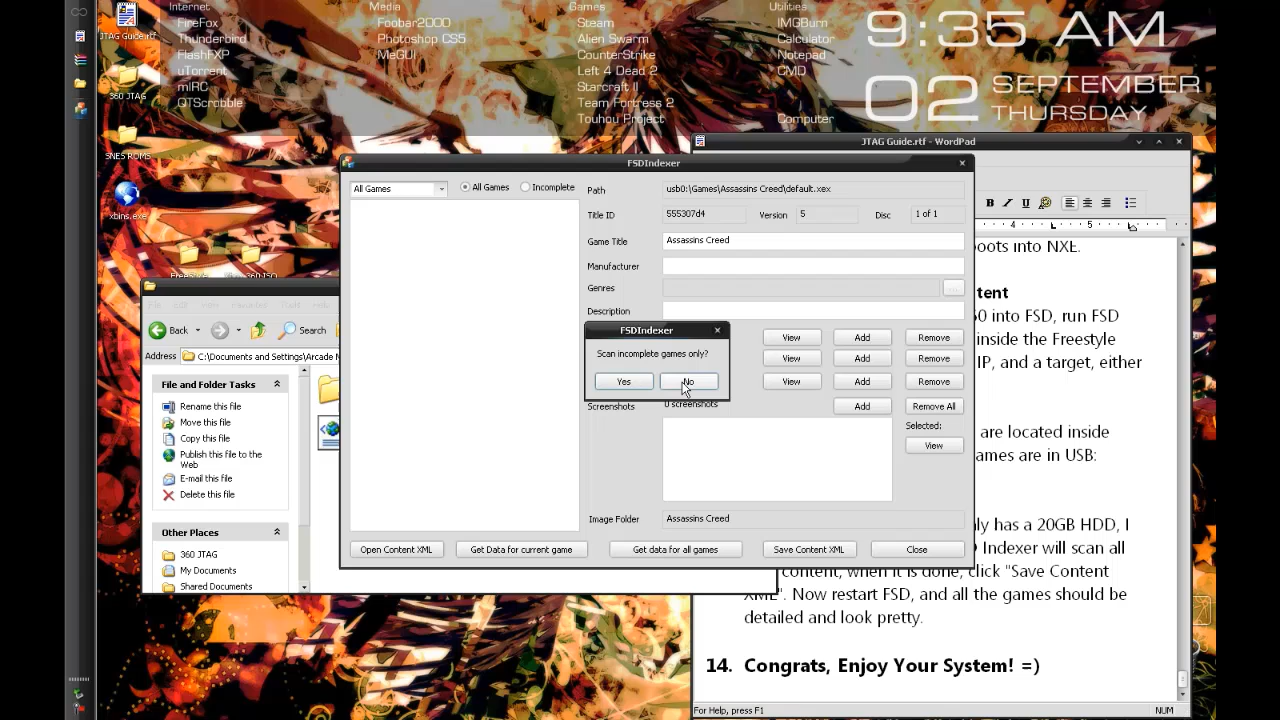 Internet
FireFox
Thunderbird
FlashFXP
uTorrent
mIRC
QTScrobble
Media
Foobar2000
Photoshop CS5
MeGUI
Games
Steam
Alien Swarm
CounterStrike
Left 4 Dead 2
Starcraft II
Team Fortress 2
Touhou Project
Utilities
IMGBurn
Calculator
Notepad
CMD
Computer
9:35 AM
02 SEPTEMBER
THURSDAY
JTAG Guide.rtf
360 JTAG
SNES ROMS
xbins.exe
JTAG Guide.rtf - WordPad
4 5
oots into NXE.
tent
60 into FSD, run FSD
inside the Freestyle
IP, and a target, either
are located inside
ames are in USB:
nly has a 20GB HDD, I
Indexer will scan all
content, when it is done, click "Save Content
XML". Now restart FSD, and all the games should be
detailed and look pretty.
14. Congrats, Enjoy Your System! =)
For Help, press F1
NUM
FSDIndexer
All Games
All Games
Incomplete
Path
usb0:\Games\Assassins Creed\default.xex
Title ID
555307d4
Version
5
Disc
1 of 1
Game Title
Assassins Creed
Manufacturer
Genres
...
Description
View Add Remove
View Add Remove
View Add Remove
Screenshots
0 screenshots
Add Remove All
Selected:
View
Image Folder
Assassins Creed
Open Content XML
Get Data for current game
Get data for all games
Save Content XML
Close
FSDIndexer
Scan incomplete games only?
Yes
No
Back
Search
Address
C:\Documents and Settings\Arcade
File and Folder Tasks
Rename this file
Move this file
Copy this file
Publish this file to the
Web
E-mail this file
Delete this file
Other Places
360 JTAG
My Documents
Shared Documents